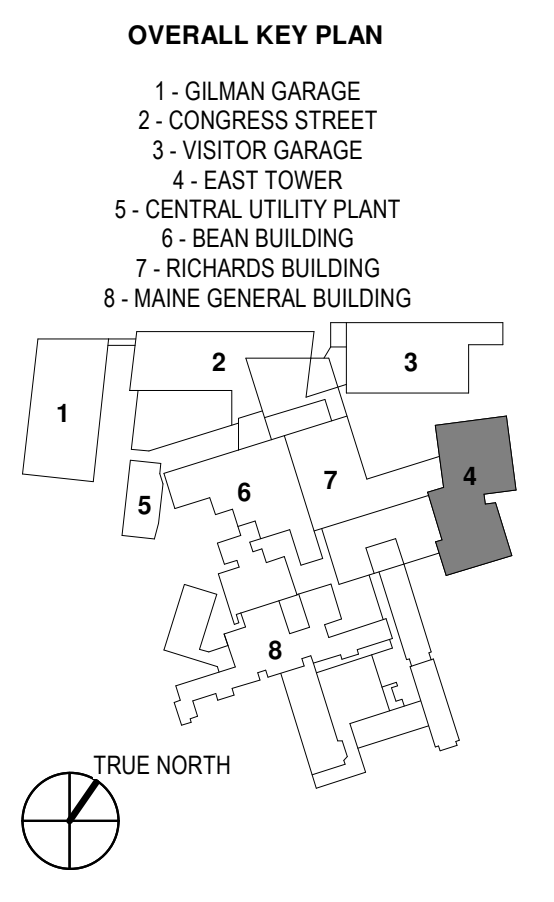 OVERALL KEY PLAN
1 - GILMAN GARAGE
2 - CONGRESS STREET
3 - VISITOR GARAGE
4 - EAST TOWER
5 - CENTRAL UTILITY PLANT
6 - BEAN BUILDING
7 - RICHARDS BUILDING
8 - MAINE GENERAL BUILDING
2
3
1
4
7
6
5
8
TRUE NORTH